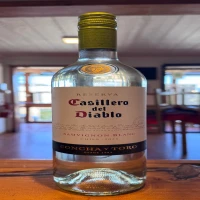 RESERVA
Casillero
del
Diablo
SAUVIGNON BLANC
CONCHA Y TORO